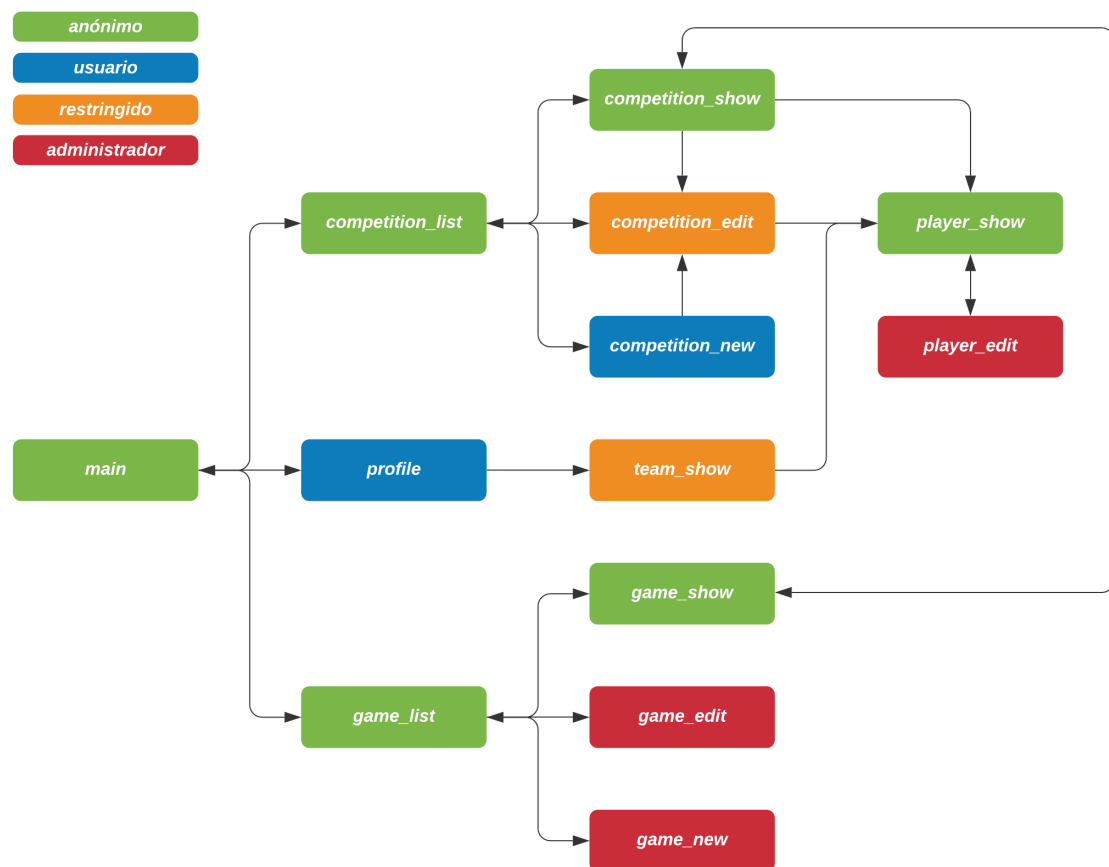 anónimo
usuario
restringido
administrador
competition_show
competition_list
competition_edit
player_show
competition_new
player_edit
main
profile
team_show
game_show
game_list
game_edit
game_new